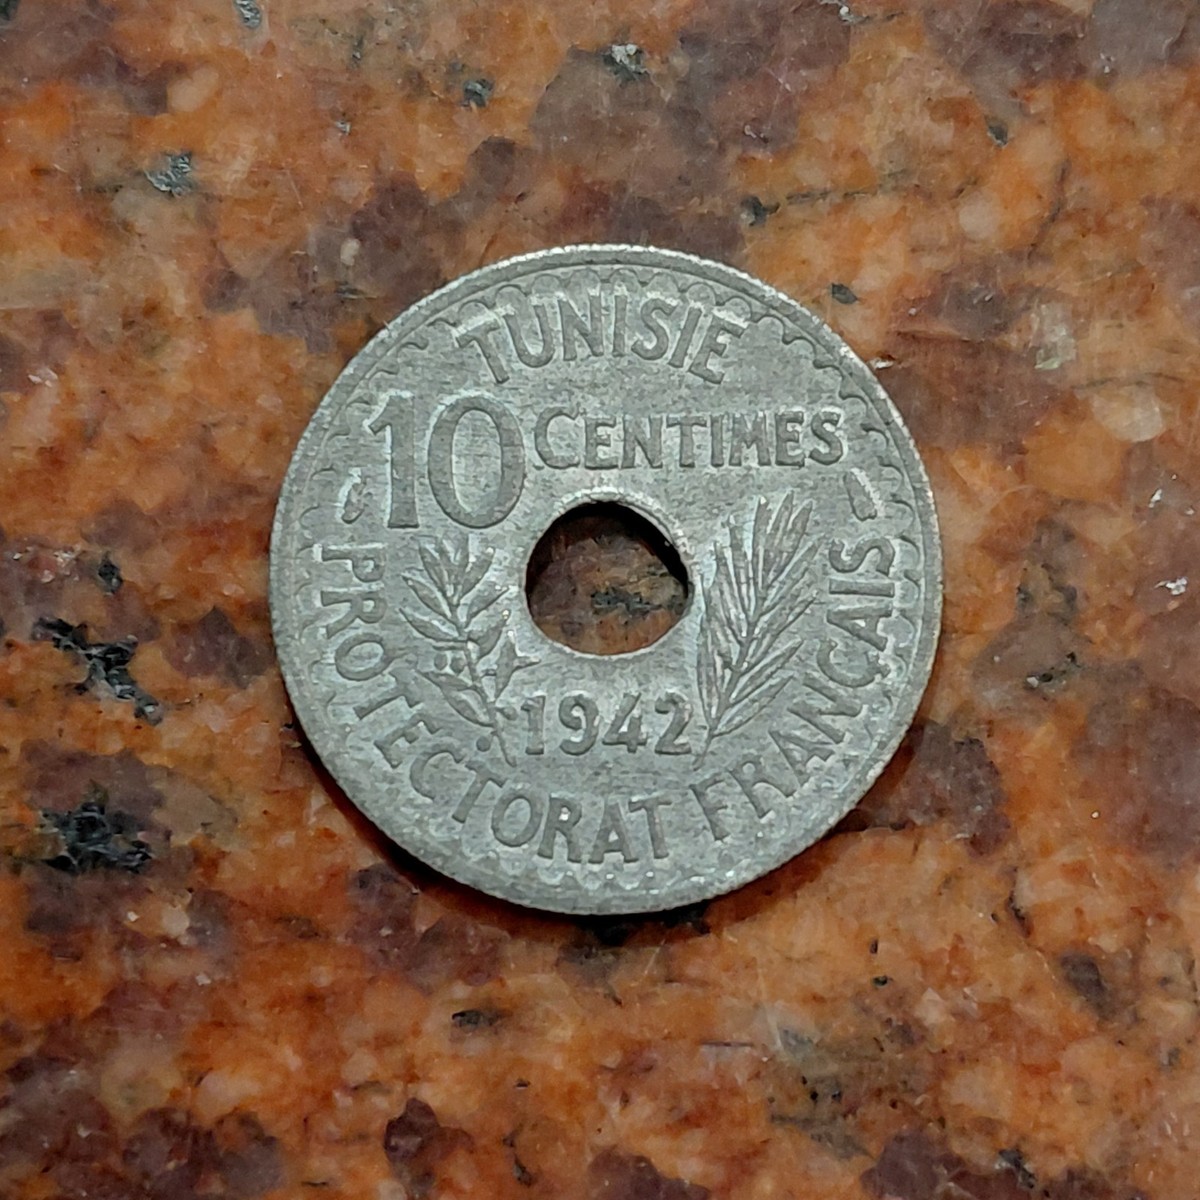 TUNISIE
10 CENTIMES
1942
PROTECTORAT FRANÇAIS